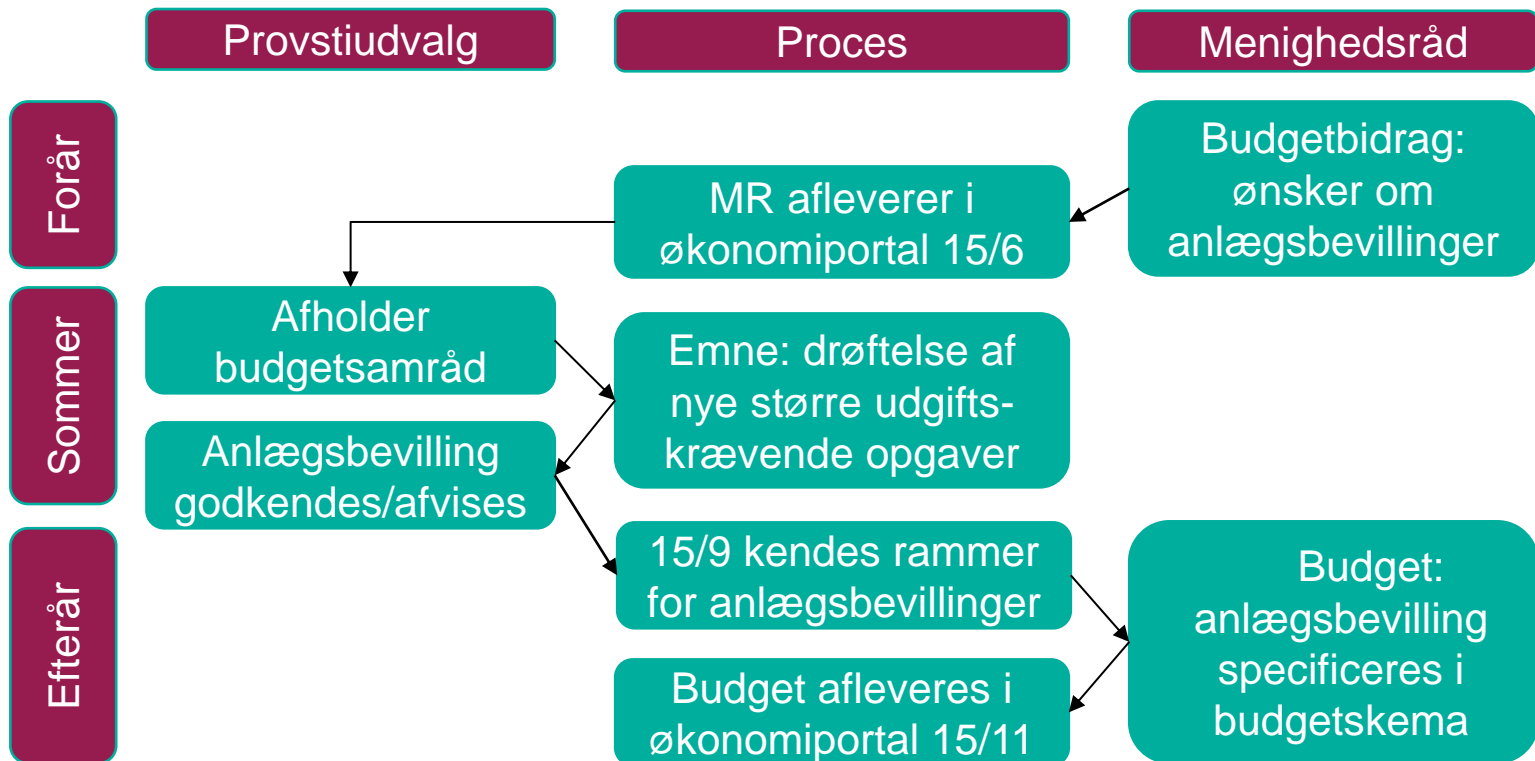 Provstiudvalg
Proces
Menighedsråd
Forår
Budgetbidrag:
ønsker om
anlægsbevillinger
MR afleverer i
økonomiportal 15/6
Sommer
Afholder
budgetsamråd
Emne: drøftelse af
nye større udgifts-
krævende opgaver
Anlægsbevilling
godkendes/afvises
Efterår
15/9 kendes rammer
for anlægsbevillinger
Budget:
anlægsbevilling
specificeres i
budgetskema
Budget afleveres i
økonomiportal 15/11